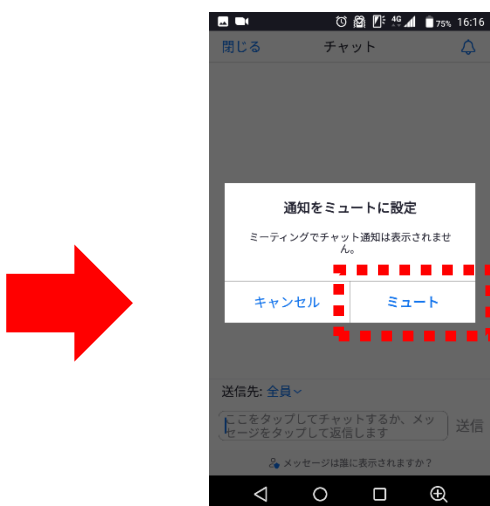 4G 75% 16:16
閉じる チャット
通知をミュートに設定
ミーティングでチャット通知は表示されませ
ん。
キャンセル ミュート
送信先: 全員
ここをタップしてチャットするか、メッ
セージをタップして返信します
送信
メッセージは誰に表示されますか？